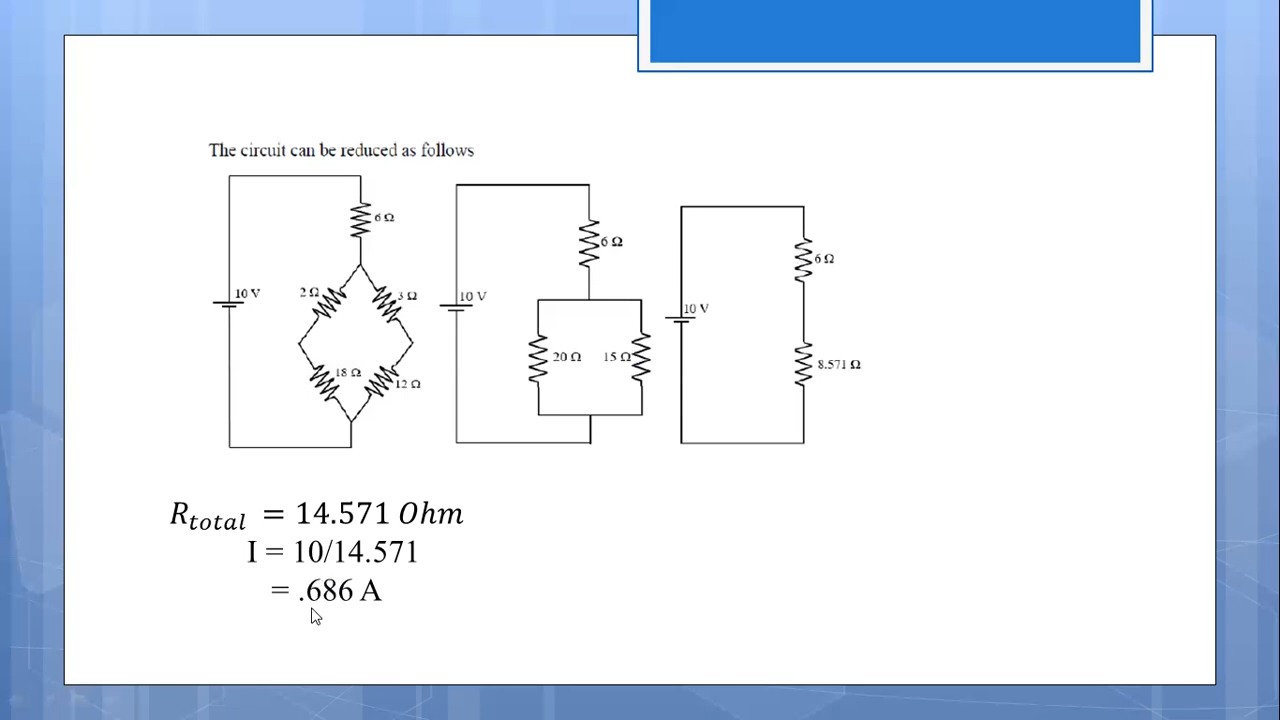 The circuit can be reduced as follows
6 Ω
10 V
2 Ω
3 Ω
18 Ω
12 Ω
6 Ω
10 V
20 Ω
15 Ω
6 Ω
10 V
8.571 Ω
R_total = 14.571 Ohm
I = 10/14.571
= .686 A